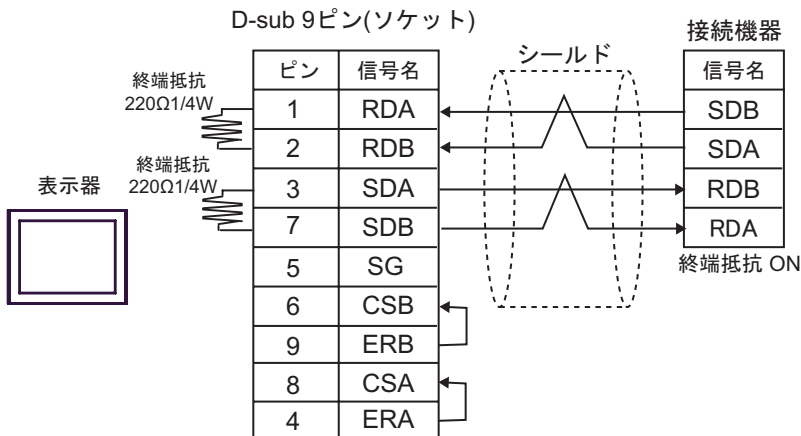 D-sub 9ピン(ソケット)
接続機器
シールド
ピン 信号名
信号名
終端抵抗
220Ω1/4W
1 RDA
SDB
2 RDB
SDA
終端抵抗
220Ω1/4W
表示器
3 SDA
RDB
7 SDB
RDA
終端抵抗 ON
5 SG
6 CSB
9 ERB
8 CSA
4 ERA